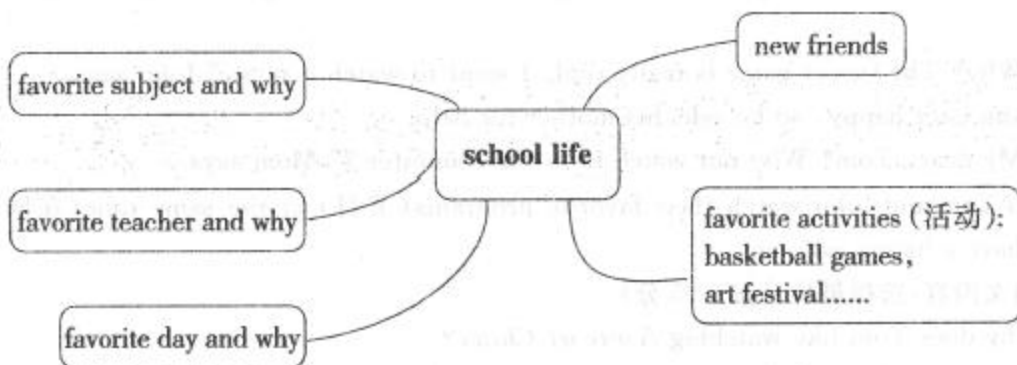 new friends
favorite subject and why
school life
favorite teacher and why
favorite activities (活动):
basketball games,
art festival......
favorite day and why